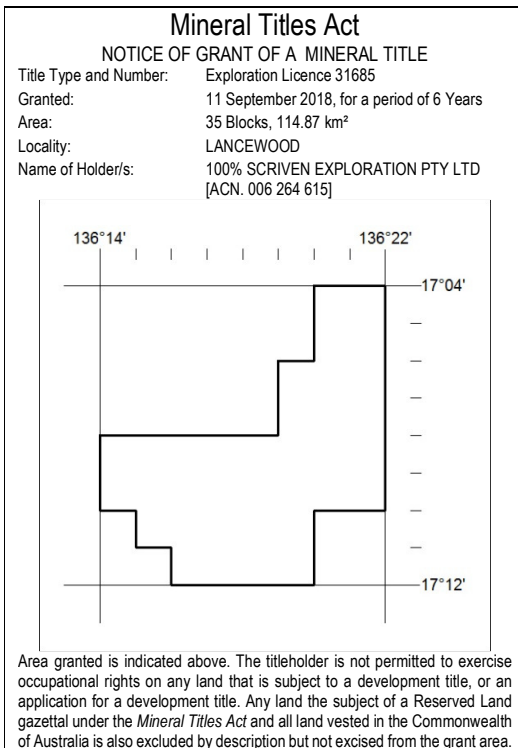 Mineral Titles Act
NOTICE OF GRANT OF A MINERAL TITLE
Title Type and Number: Exploration Licence 31685
Granted: 11 September 2018, for a period of 6 Years
Area: 35 Blocks, 114.87 km²
Locality: LANCEWOOD
Name of Holder/s: 100% SCRIVEN EXPLORATION PTY LTD
[ACN. 006 264 615]
136°14' 136°22'
17°04'
17°12'
Area granted is indicated above. The titleholder is not permitted to exercise
occupational rights on any land that is subject to a development title, or an
application for a development title. Any land the subject of a Reserved Land
gazettal under the Mineral Titles Act and all land vested in the Commonwealth
of Australia is also excluded by description but not excised from the grant area.